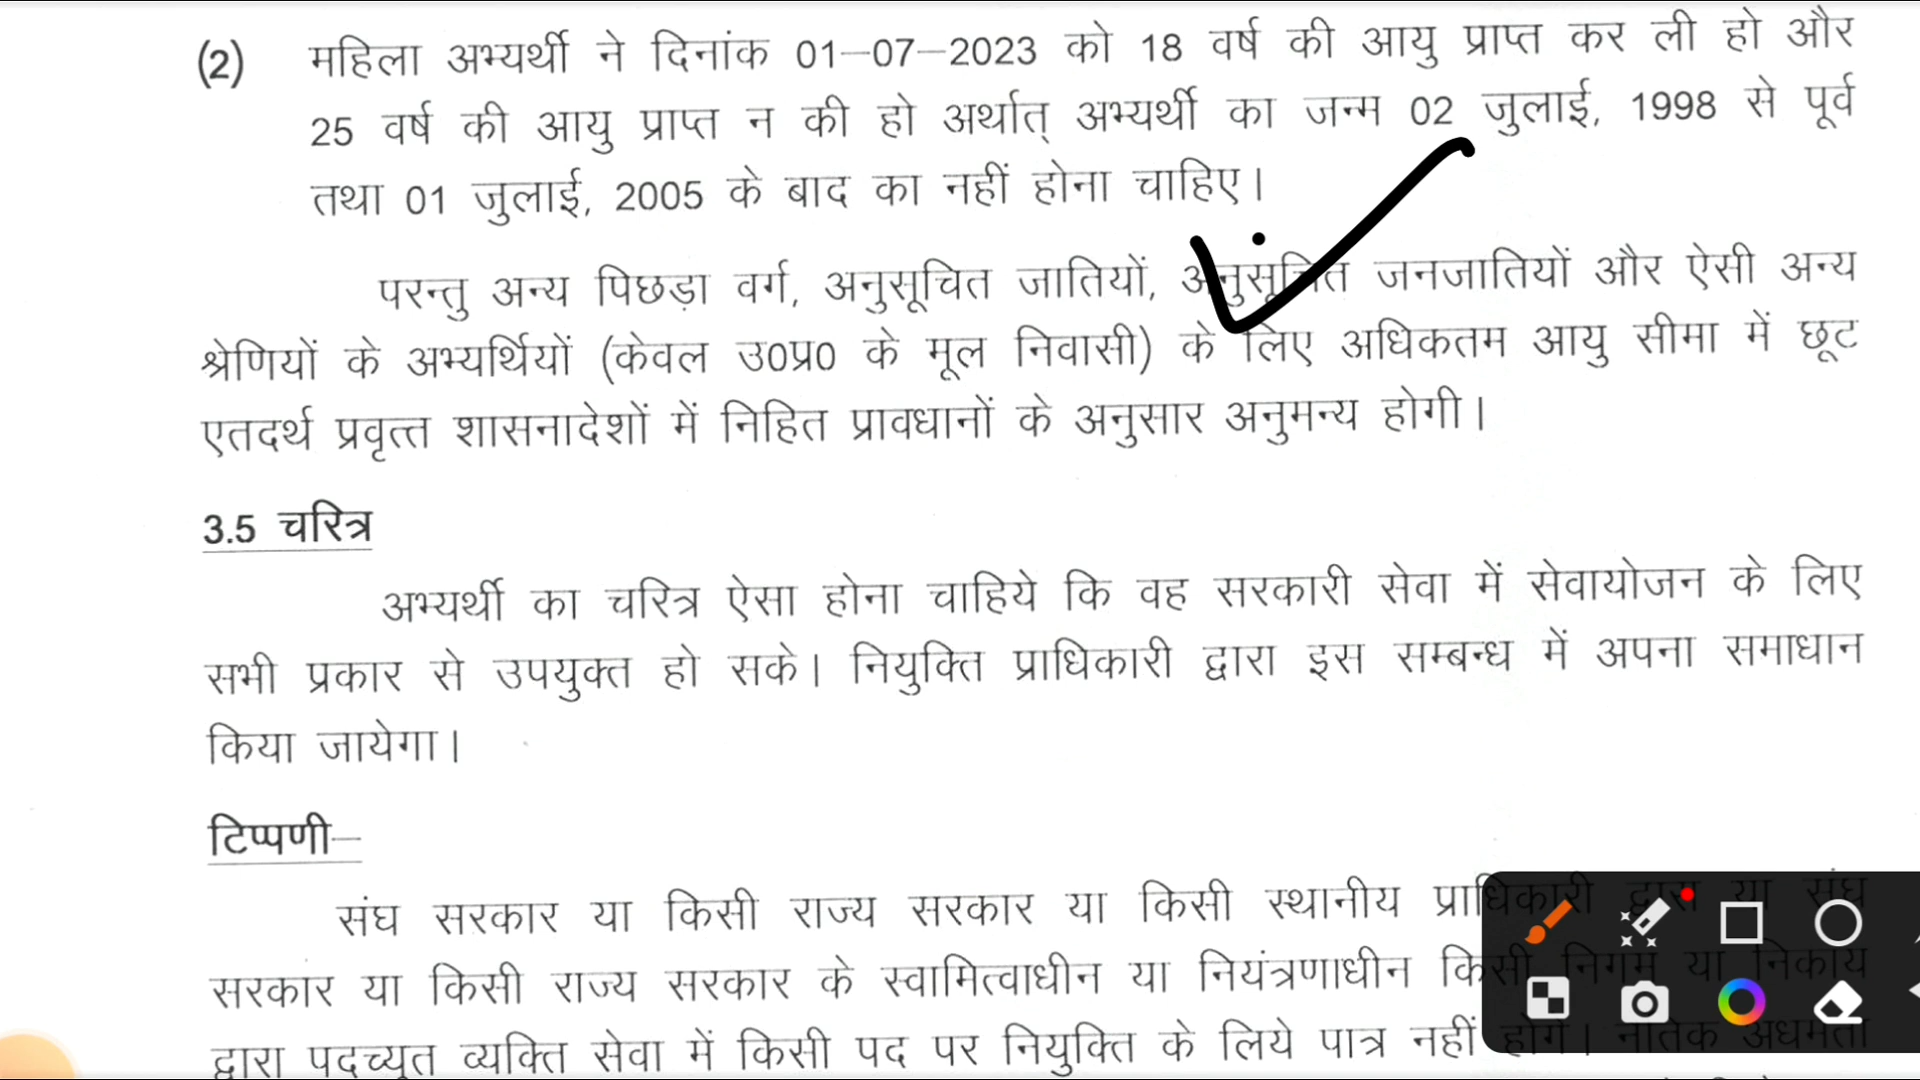 (2) महिला अभ्यर्थी ने दिनांक 01–07–2023 को 18 वर्ष की आयु प्राप्त कर ली हो और
25 वर्ष की आयु प्राप्त न की हो अर्थात् अभ्यर्थी का जन्म 02 जुलाई, 1998 से पूर्व
तथा 01 जुलाई, 2005 के बाद का नहीं होना चाहिए।
परन्तु अन्य पिछड़ा वर्ग, अनुसूचित जातियों, अनुसूचित जनजातियों और ऐसी अन्य
श्रेणियों के अभ्यर्थियों (केवल उ0प्र0 के मूल निवासी) के लिए अधिकतम आयु सीमा में छूट
एतदर्थ प्रवृत्त शासनादेशों में निहित प्रावधानों के अनुसार अनुमन्य होगी।
3.5 चरित्र
अभ्यर्थी का चरित्र ऐसा होना चाहिये कि वह सरकारी सेवा में सेवायोजन के लिए
सभी प्रकार से उपयुक्त हो सके। नियुक्ति प्राधिकारी द्वारा इस सम्बन्ध में अपना समाधान
किया जायेगा।
टिप्पणी–
संघ सरकार या किसी राज्य सरकार या किसी स्थानीय प्राधिकारी द्वारा या संघ
सरकार या किसी राज्य सरकार के स्वामित्वाधीन या नियंत्रणाधीन किसी निगम या निकाय
द्वारा पदच्युत व्यक्ति सेवा में किसी पद पर नियुक्ति के लिये पात्र नहीं होंगे। नैतिक अधमता